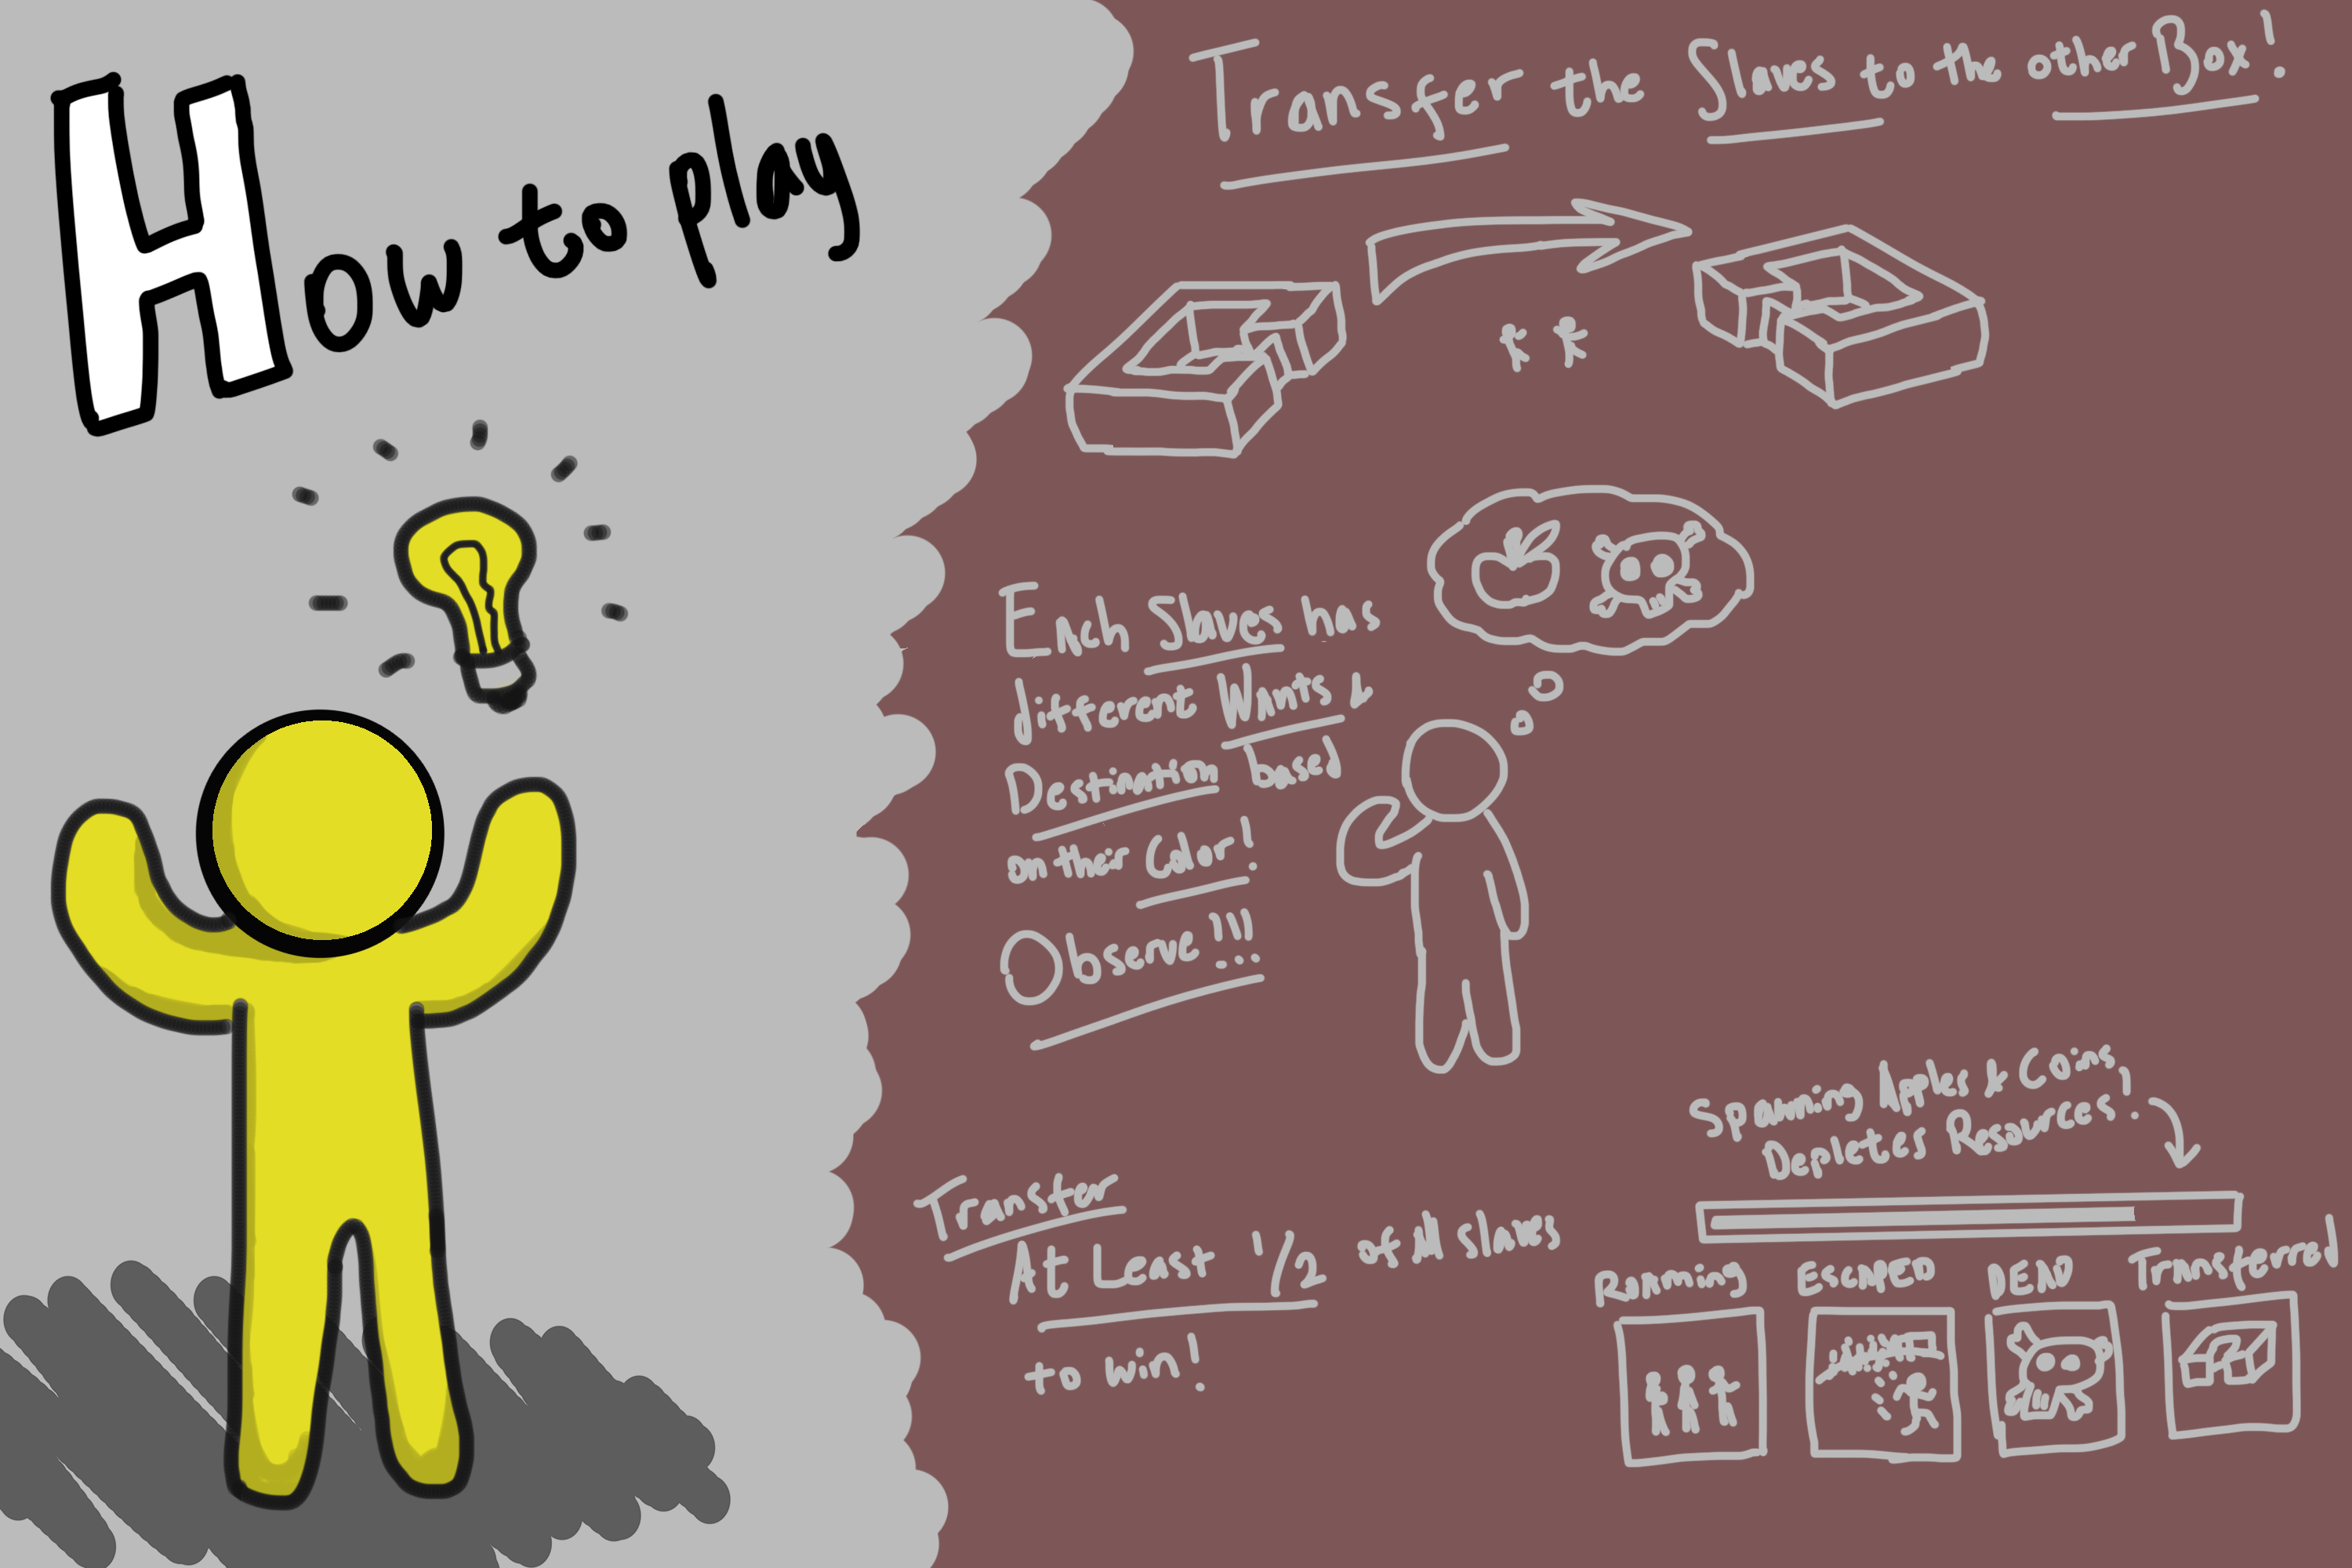 How to play
Transfer the Slaves to the other Box!
Each Slaves has
different Wants &
Destination based
on their Color!
Observe!!!
Spawning Apples & Coins
Depletes Resources!
Transfer
At Least 1/2 of All slaves
to win!
Roaming
Escaped
DEAD
Transferred